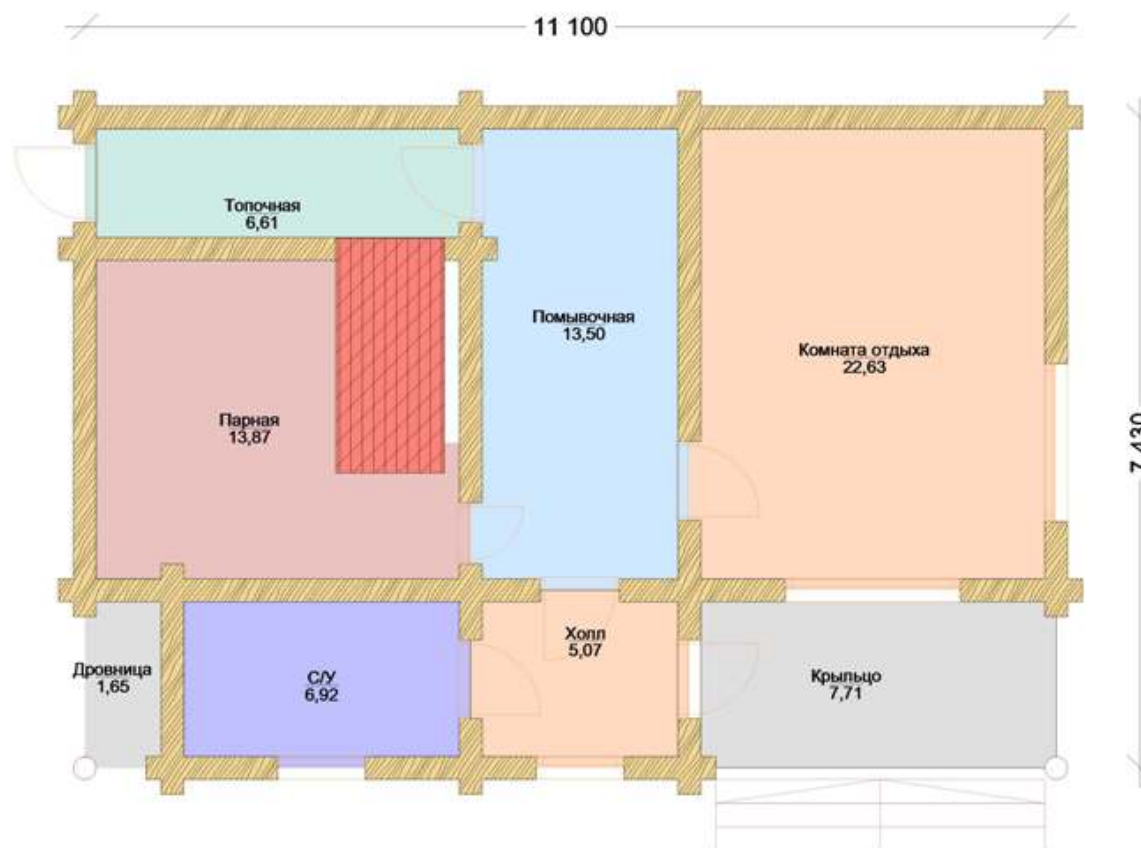 11 100
Топочная
6,61
Помывочная
13,50
Комната отдыха
22,63
Парная
13,87
7 430
Дровница
1,65
С/У
6,92
Холл
5,07
Крыльцо
7,71